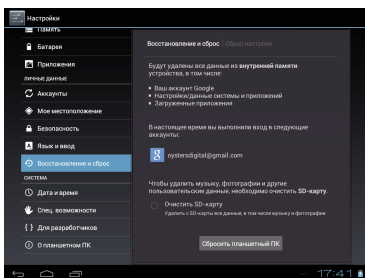 Настройки
Память
Батарея
Приложения
ЛИЧНЫЕ ДАННЫЕ
Аккаунты
Мое местоположение
Безопасность
Язык и ввод
Восстановление и сброс
СИСТЕМА
Дата и время
Спец. возможности
Для разработчиков
О планшетном ПК
Восстановление и сброс | Сброс настроек
Будут удалены все данные из внутренней памяти
устройства, в том числе:
• Ваш аккаунт Google
• Настройки/данные системы и приложений
• Загруженные приложения
В настоящее время вы выполнили вход в следующие
аккаунты:
oystersdigital@gmail.com
Чтобы удалить музыку, фотографии и другие
пользовательские данные, необходимо очистить SD-карту.
Очистить SD-карту
Удалить с SD-карты все данные, в том числе музыку и фотографии
Сбросить планшетный ПК
17:41